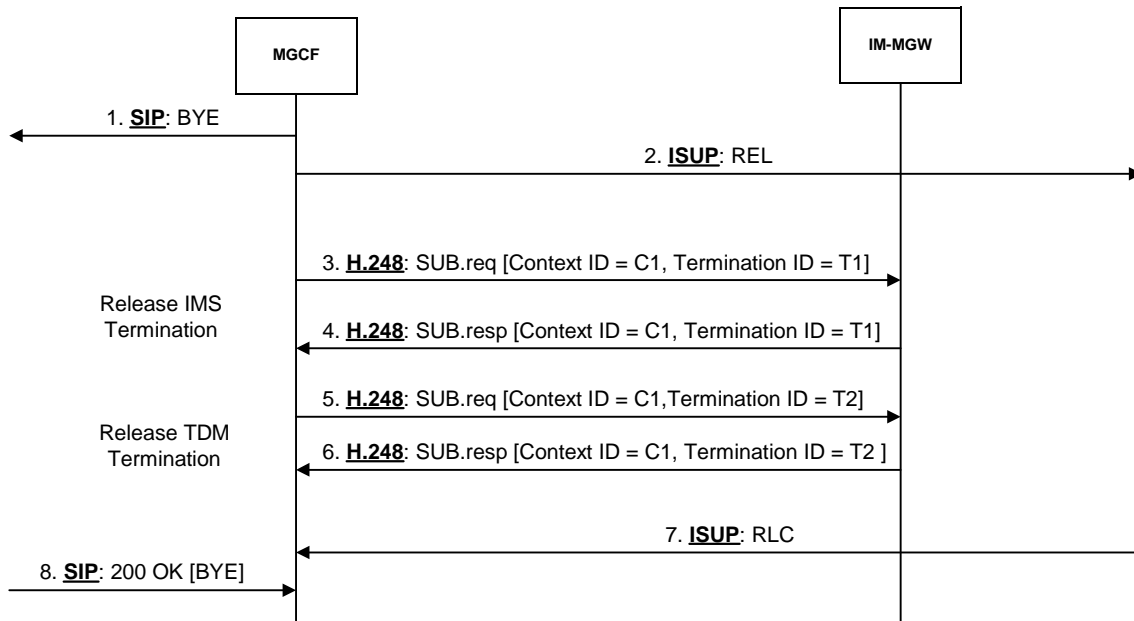 MGCF
IM-MGW
1. SIP: BYE
2. ISUP: REL
3. H.248: SUB.req [Context ID = C1, Termination ID = T1]
Release IMS
Termination
4. H.248: SUB.resp [Context ID = C1, Termination ID = T1]
5. H.248: SUB.req [Context ID = C1,Termination ID = T2]
Release TDM
Termination
6. H.248: SUB.resp [Context ID = C1, Termination ID = T2 ]
7. ISUP: RLC
8. SIP: 200 OK [BYE]